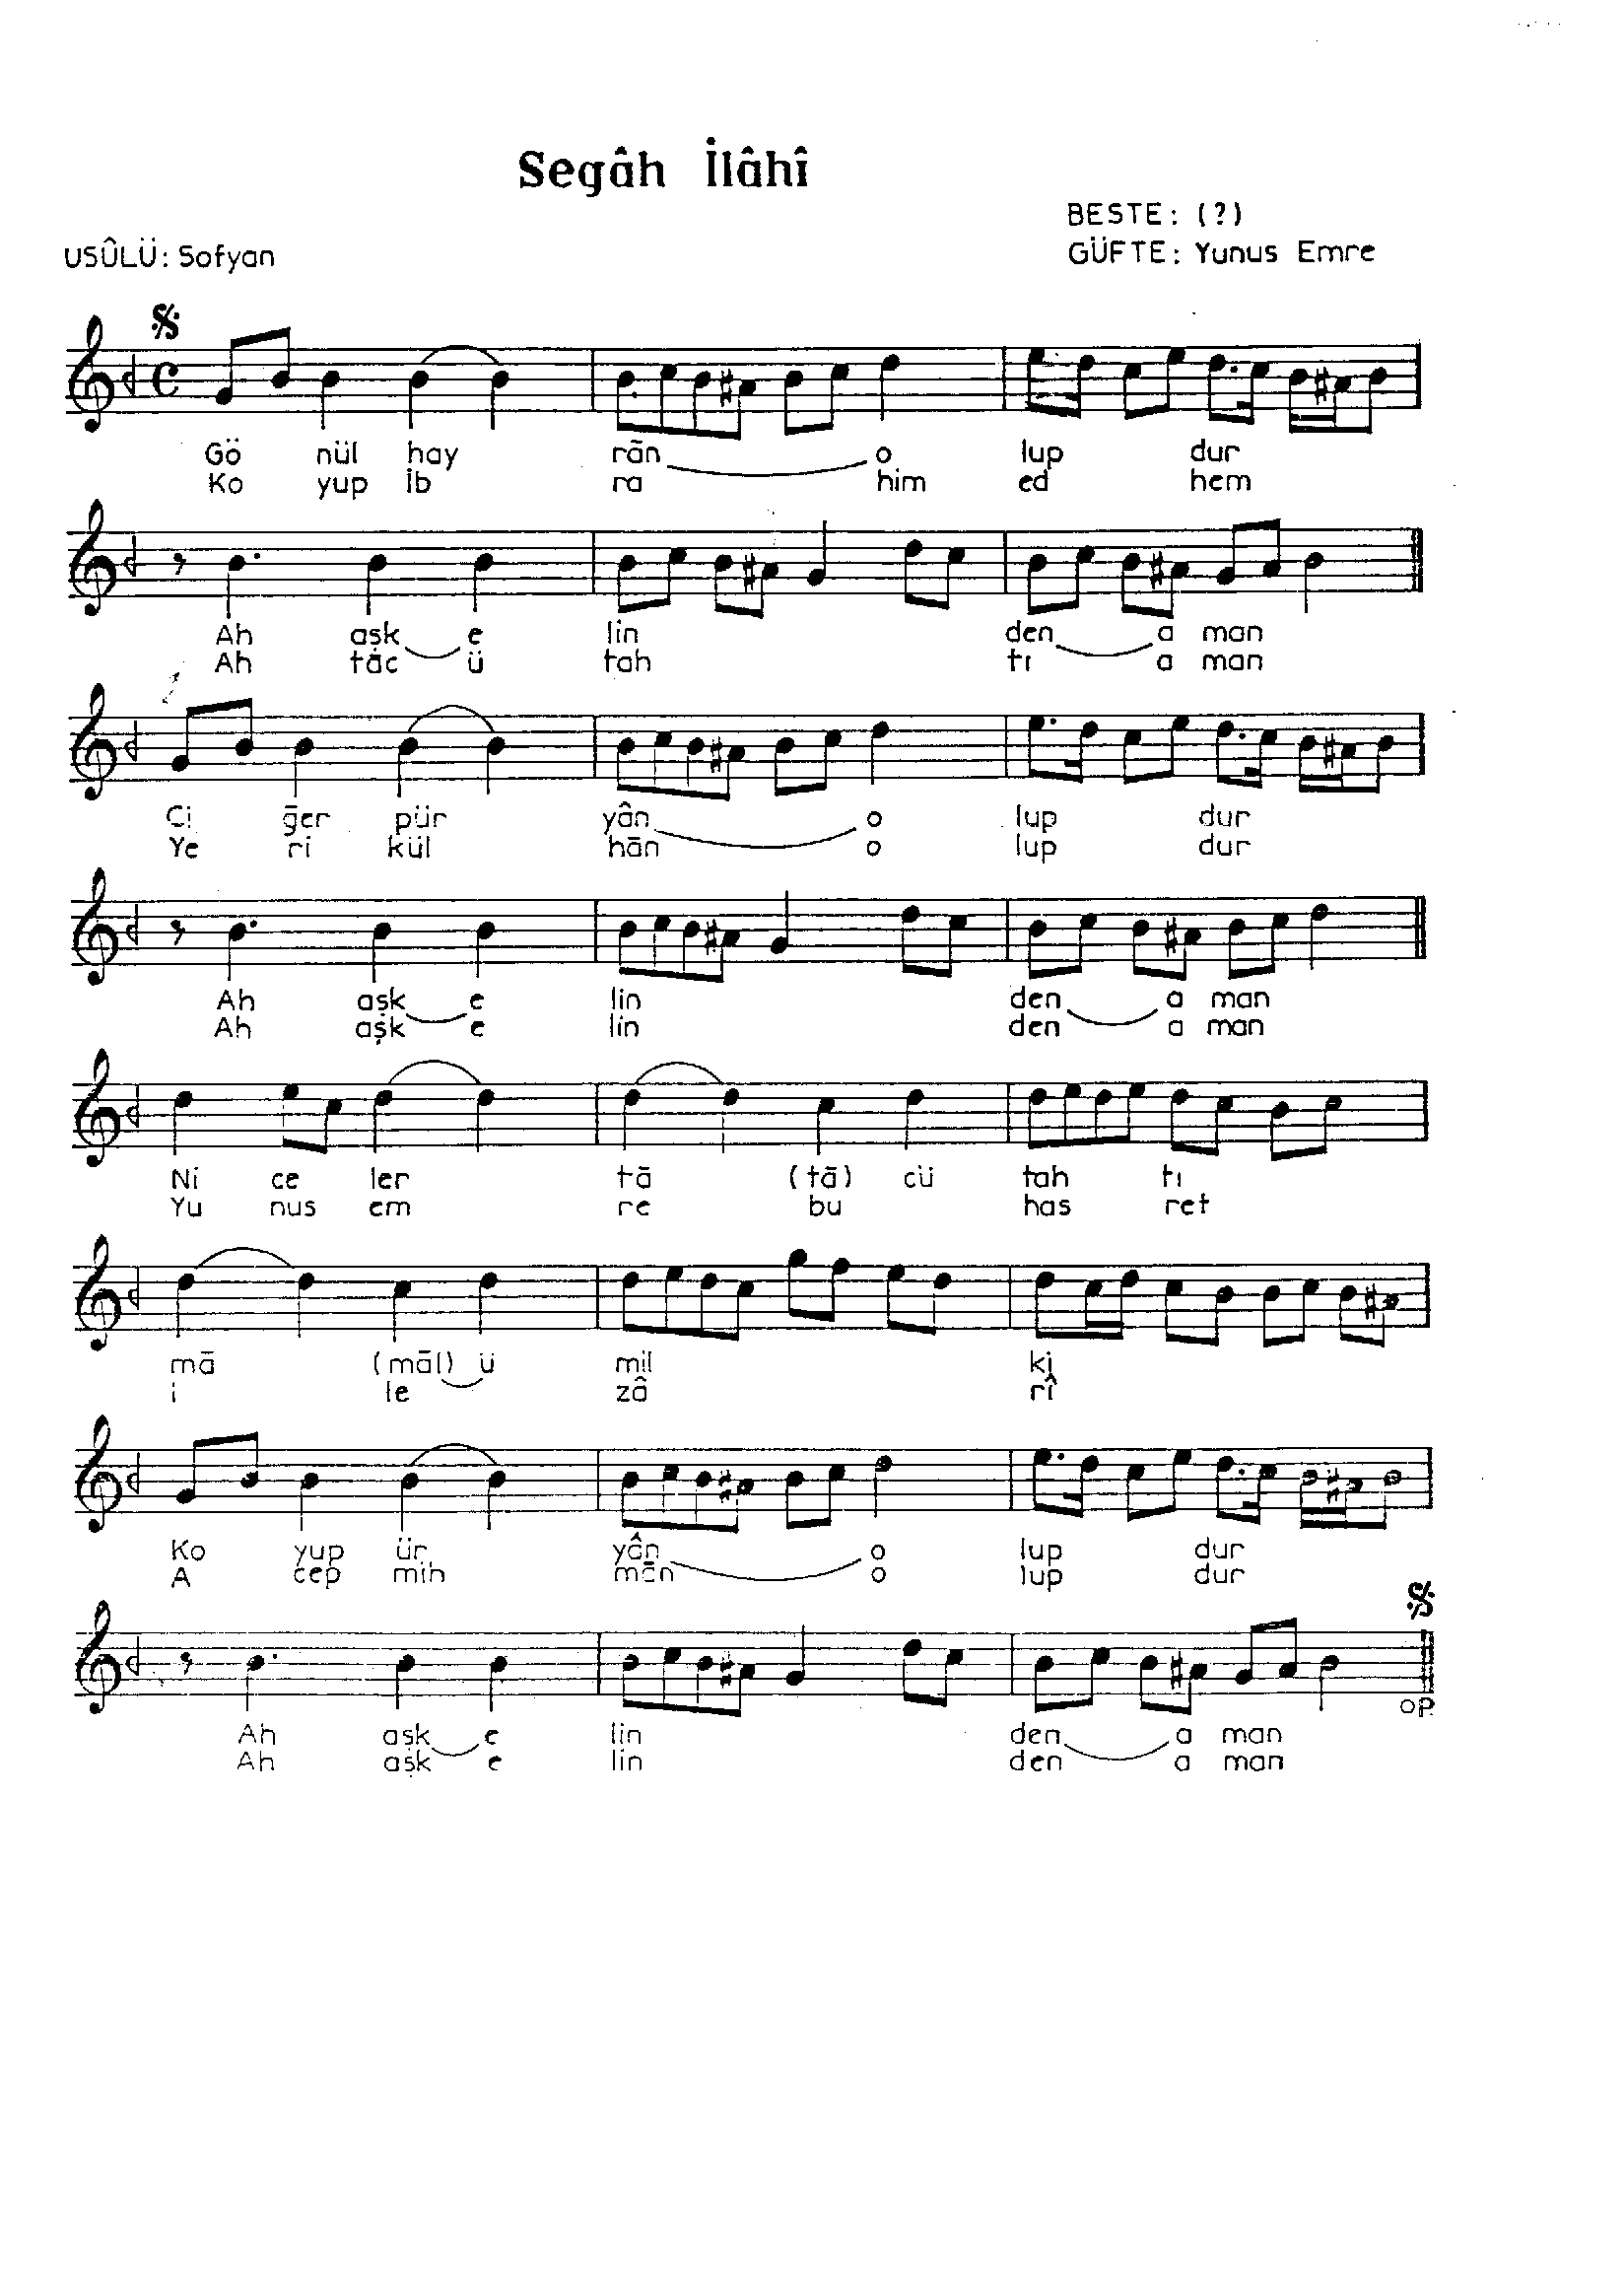 Segâh İlâhî
BESTE: (?)
USÛLÜ: Sofyan
GÜFTE: Yunus Emre
Gö nül hay rān o lup dur
Ko yup İb ra him ed hem
Ah aşk e lin den a man
Ah tāc ü tah tı a man
Ci ğer pür yân o lup dur
Ye ri kül hān o lup dur
Ah aşk e lin den a man
Ah aşk e lin den a man
Ni ce ler tā (tā) cü tah tı
Yu nus em re bu has ret
mā (māl) ü mil ki
i le zâ rî
Ko yup ür yân o lup dur
A cep mih mān o lup dur
op
Ah aşk e lin den a man
Ah aşk e lin den a man